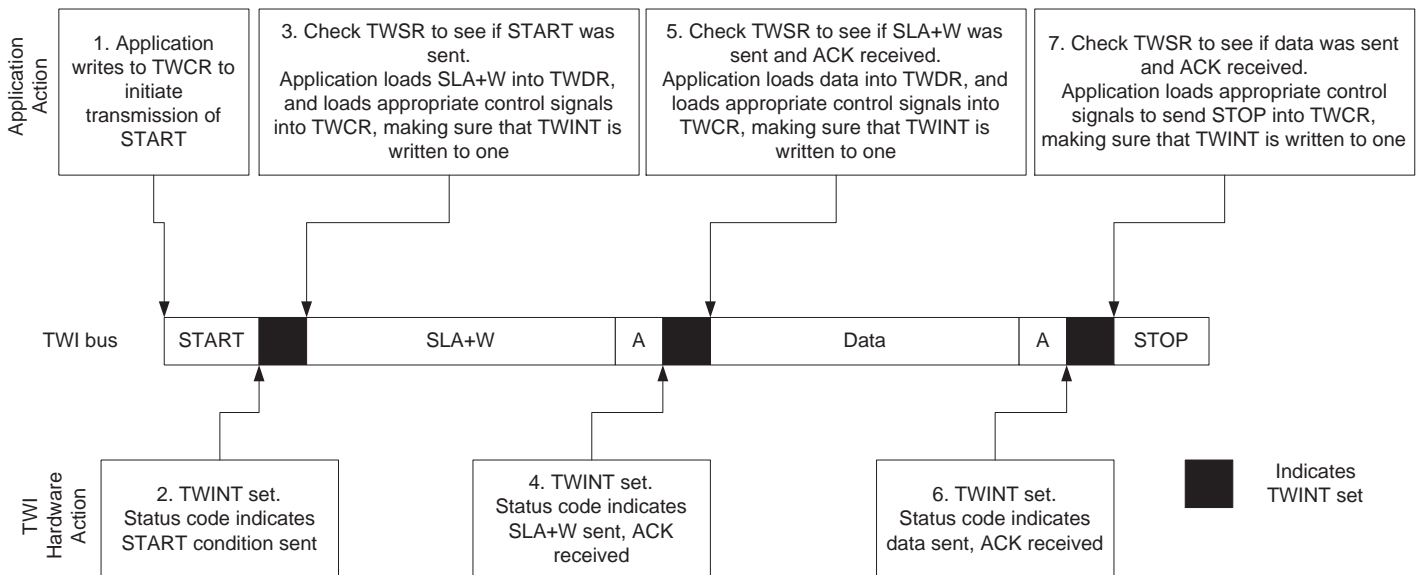 Application
Action
1. Application
writes to TWCR to
initiate
transmission of
START
3. Check TWSR to see if START was
sent.
Application loads SLA+W into TWDR,
and loads appropriate control signals
into TWCR, making sure that TWINT is
written to one
5. Check TWSR to see if SLA+W was
sent and ACK received.
Application loads data into TWDR, and
loads appropriate control signals into
TWCR, making sure that TWINT is
written to one
7. Check TWSR to see if data was sent
and ACK received.
Application loads appropriate control
signals to send STOP into TWCR,
making sure that TWINT is written to one
TWI bus
START
SLA+W
A
Data
A
STOP
TWI
Hardware
Action
2. TWINT set.
Status code indicates
START condition sent
4. TWINT set.
Status code indicates
SLA+W sent, ACK
received
6. TWINT set.
Status code indicates
data sent, ACK received
Indicates
TWINT set